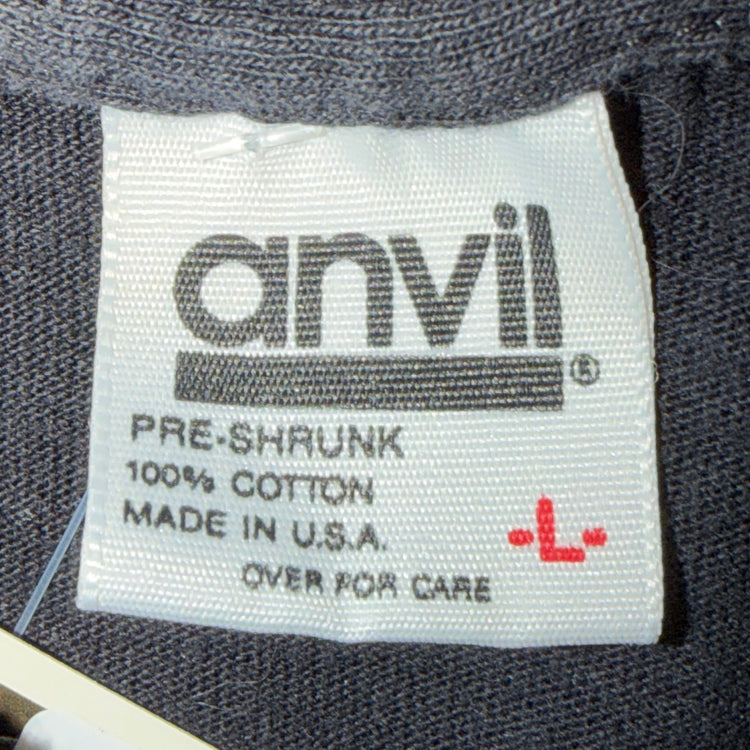 anvil®
PRE-SHRUNK
100% COTTON
MADE IN U.S.A.
-L-
OVER FOR CARE